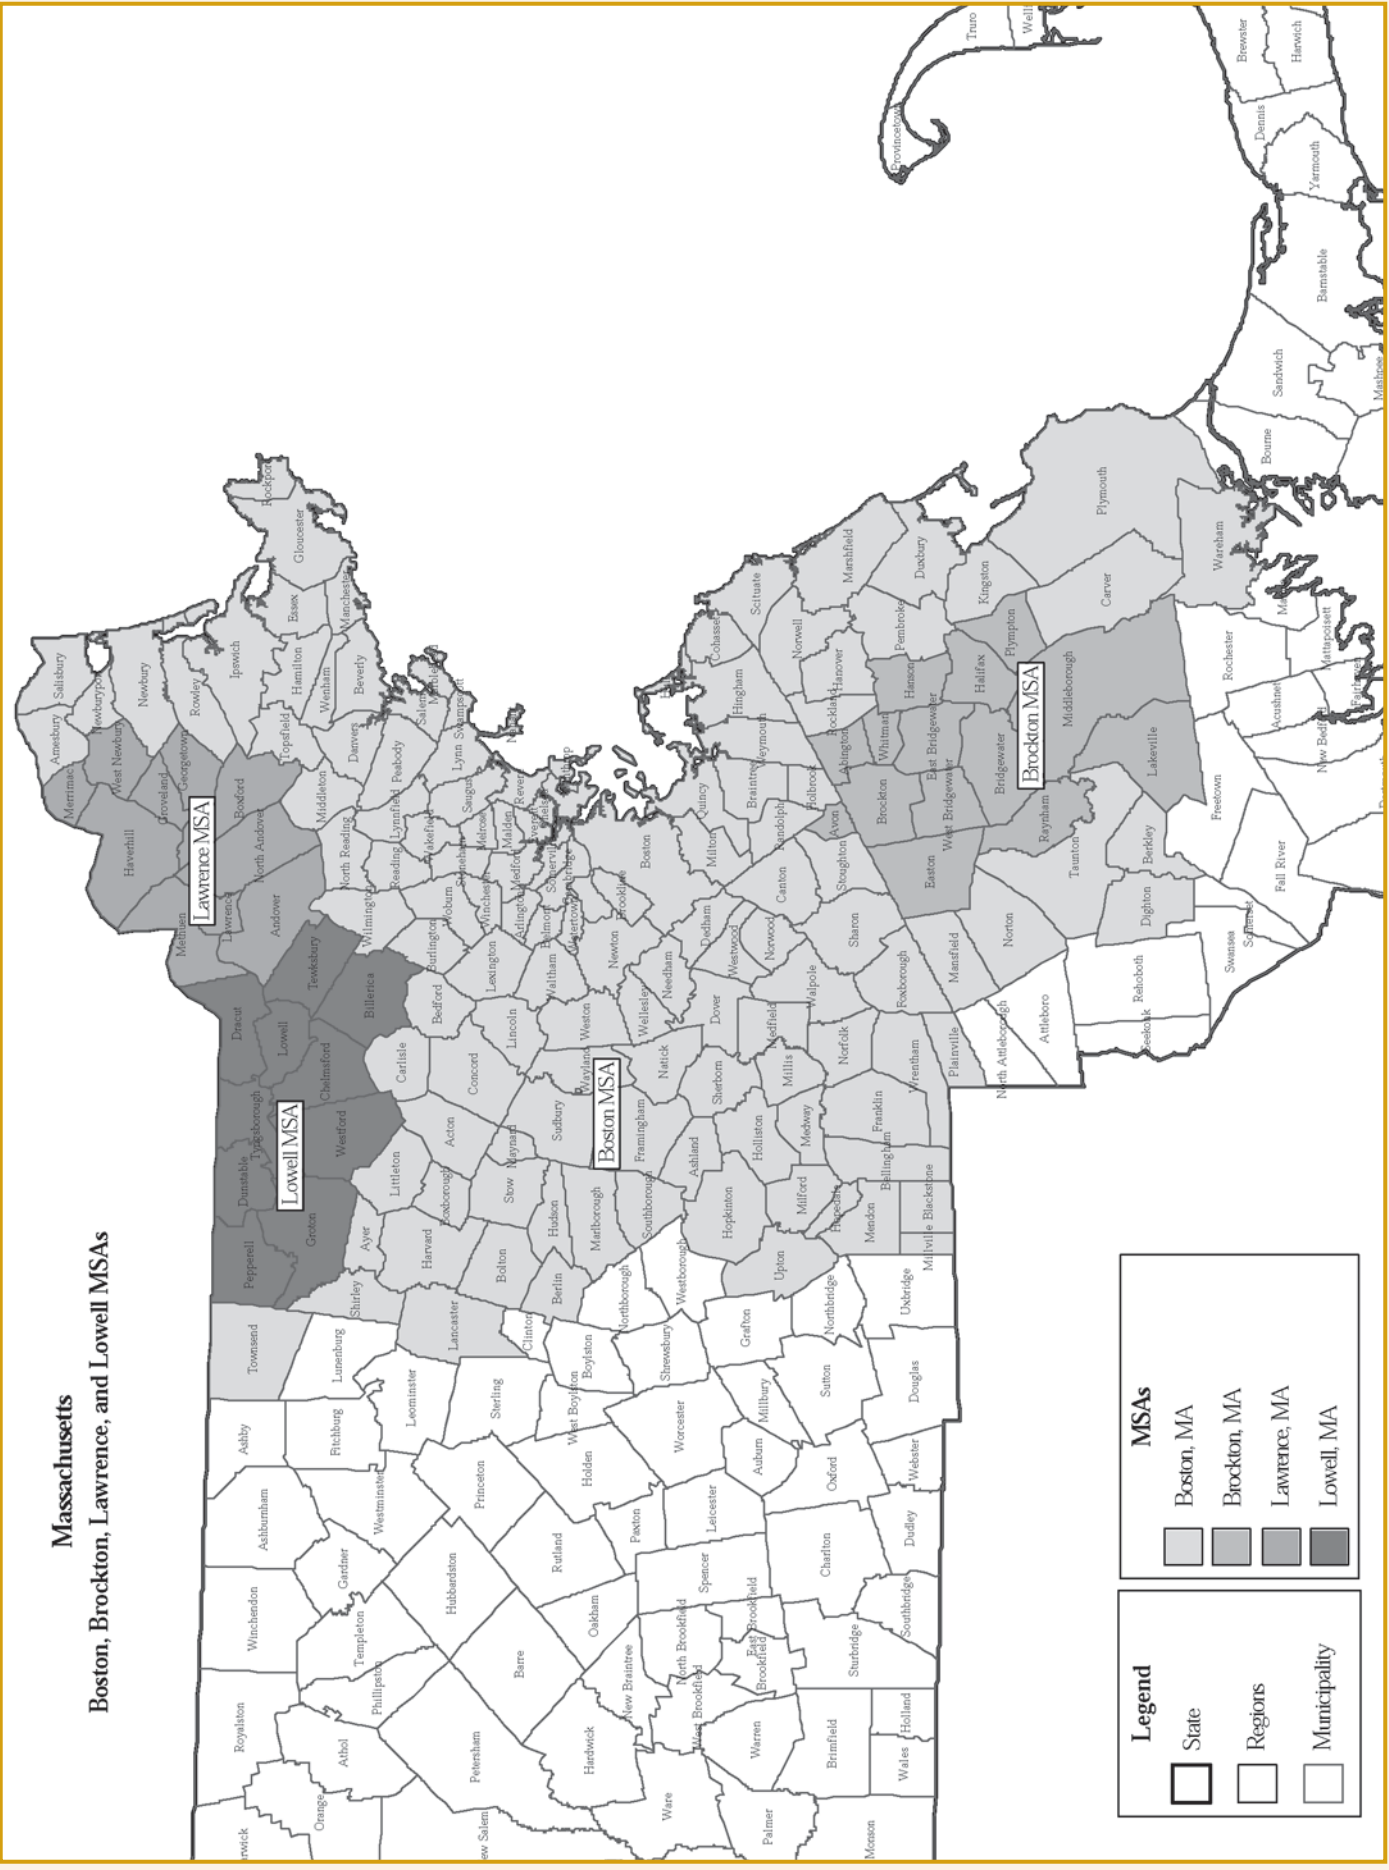 Massachusetts
Boston, Brockton, Lawrence, and Lowell MSAs
Salisbury
Amesbury
Newbury
Merrimac
West Newbury
Rowley
Groveland
Georgetown
Haverhill
Ipswich
Boxford
Lawrence MSA
North Andover
Methuen
Lawrence
Andover
Rockport
Gloucester
Essex
Manchester
Hamilton
Wenham
Beverly
Topsfield
Danvers
Middleton
Peabody
Salem
Swampscott
Lynn
Lynnfield
Saugus
North Reading
Reading
Wakefield
Melrose
Malden
Revere
Medford
Wilmington
Woburn
Winchester
Arlington
Belmont
Watertown
Burlington
Lexington
Waltham
Newton
Brookline
Boston
Tewksbury
Billerica
Bedford
Lincoln
Weston
Dracut
Lowell
Chelmsford
Carlisle
Concord
Wayland
Tyngsborough
Westford
Dunstable
Lowell MSA
Groton
Pepperell
Acton
Maynard
Sudbury
Littleton
Boxborough
Stow
Hudson
Marlborough
Southborough
Framingham
Boston MSA
Natick
Wellesley
Needham
Dover
Sherborn
Ashland
Holliston
Hopkinton
Ayer
Harvard
Bolton
Berlin
Shirley
Lancaster
Clinton
Townsend
Lunenburg
Leominster
Sterling
Boylston
West Boylston
Northborough
Westborough
Shrewsbury
Grafton
Upton
Northbridge
Uxbridge
Milford
Medway
Millis
Medfield
Norfolk
Franklin
Bellingham
Mendon
Millville
Blackstone
Hopedale
Wrentham
Plainville
Walpole
Foxborough
Mansfield
Sharon
Norwood
Westwood
Dedham
Canton
Stoughton
Milton
Quincy
Randolph
Braintree
Holbrook
Weymouth
Hingham
Cohasset
Scituate
Norwell
Hanover
Rockland
Abington
Whitman
Hanson
Pembroke
Marshfield
Duxbury
Kingston
Plympton
Halifax
Avon
Brockton
East Bridgewater
West Bridgewater
Bridgewater
Easton
Raynham
Brockton MSA
Middleborough
Lakeville
Taunton
Norton
Berkley
Dighton
Carver
Plymouth
Wareham
Rochester
Acushnet
Mattapoisett
Fairhaven
New Bedford
Freetown
Fall River
Somerset
Swansea
Rehoboth
Seekonk
Attleboro
North Attleborough
Bourne
Sandwich
Mashpee
Barnstable
Yarmouth
Dennis
Brewster
Harwich
Truro
Well
Provincetown
Ashby
Fitchburg
Ashburnham
Westminster
Princeton
Holden
Worcester
Millbury
Sutton
Douglas
Auburn
Oxford
Webster
Winchendon
Gardner
Hubbardston
Rutland
Paxton
Leicester
Charlton
Dudley
Templeton
Phillipston
Barre
Oakham
Spencer
North Brookfield
East Brookfield
Brookfield
Southbridge
Sturbridge
Royalston
Athol
Petersham
Hardwick
New Braintree
West Brookfield
Warren
Brimfield
Holland
Wales
rwick
Orange
ew Salem
Ware
Palmer
Monson
Legend
State
Regions
Municipality
MSAs
Boston, MA
Brockton, MA
Lawrence, MA
Lowell, MA